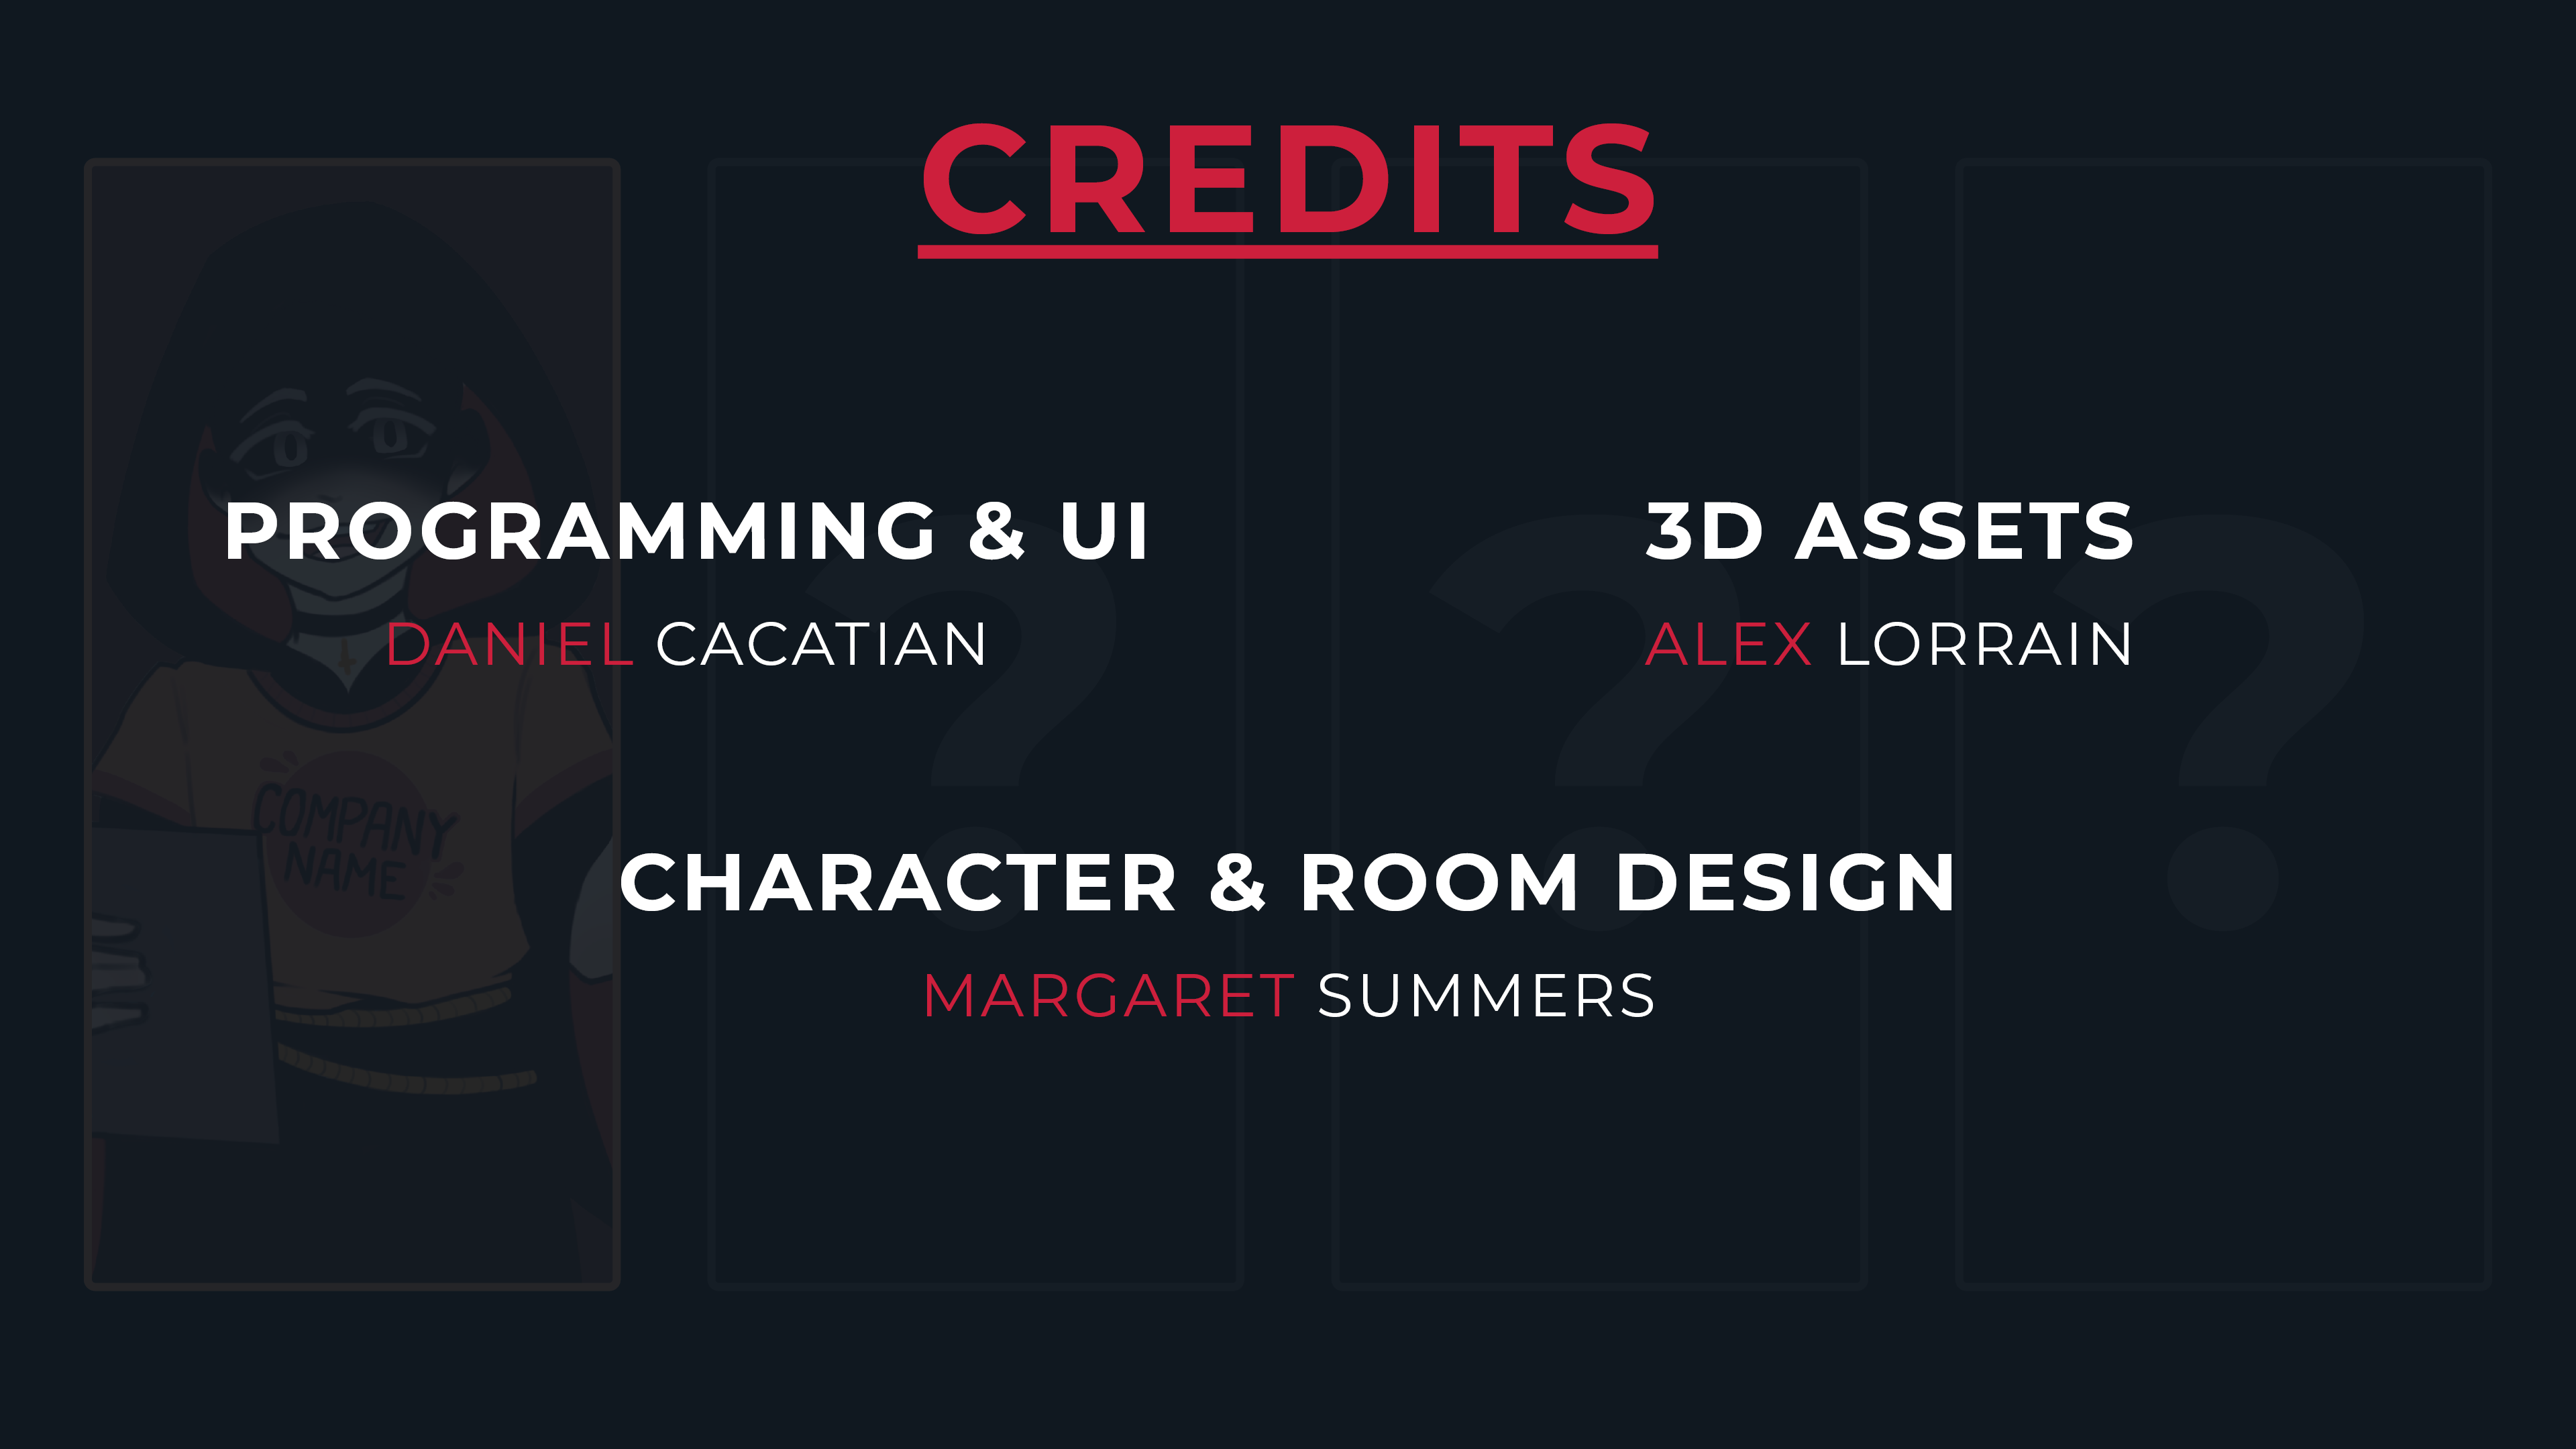 CREDITS
PROGRAMMING & UI
DANIEL CACATIAN
3D ASSETS
ALEX LORRAIN
CHARACTER & ROOM DESIGN
MARGARET SUMMERS
COMPANY
NAME
?
?
?